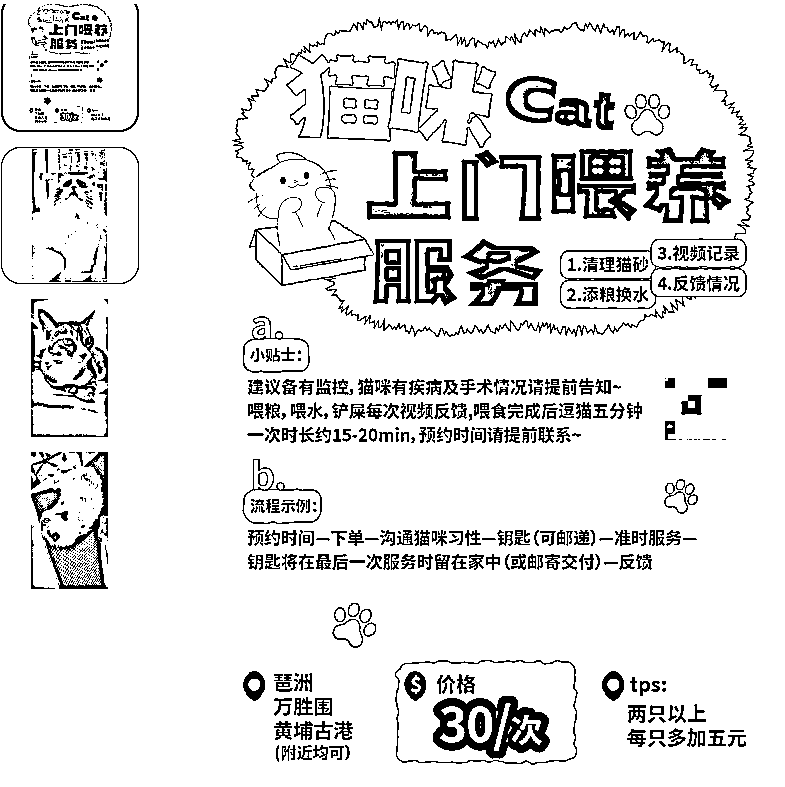 猫咪 Cat
上门喂养
服务
1.清理猫砂
2.添粮换水
3.视频记录
4.反馈情况
a.
小贴士:
建议备有监控, 猫咪有疾病及手术情况请提前告知~
喂粮, 喂水, 铲屎每次视频反馈,喂食完成后逗猫五分钟
一次时长约15-20min, 预约时间请提前联系~
b.
流程示例:
预约时间—下单—沟通猫咪习性—钥匙(可邮递)—准时服务—
钥匙将在最后一次服务时留在家中(或邮寄交付)—反馈
琶洲
万胜围
黄埔古港
(附近均可)
$ 价格
30/次
tps:
两只以上
每只多加五元